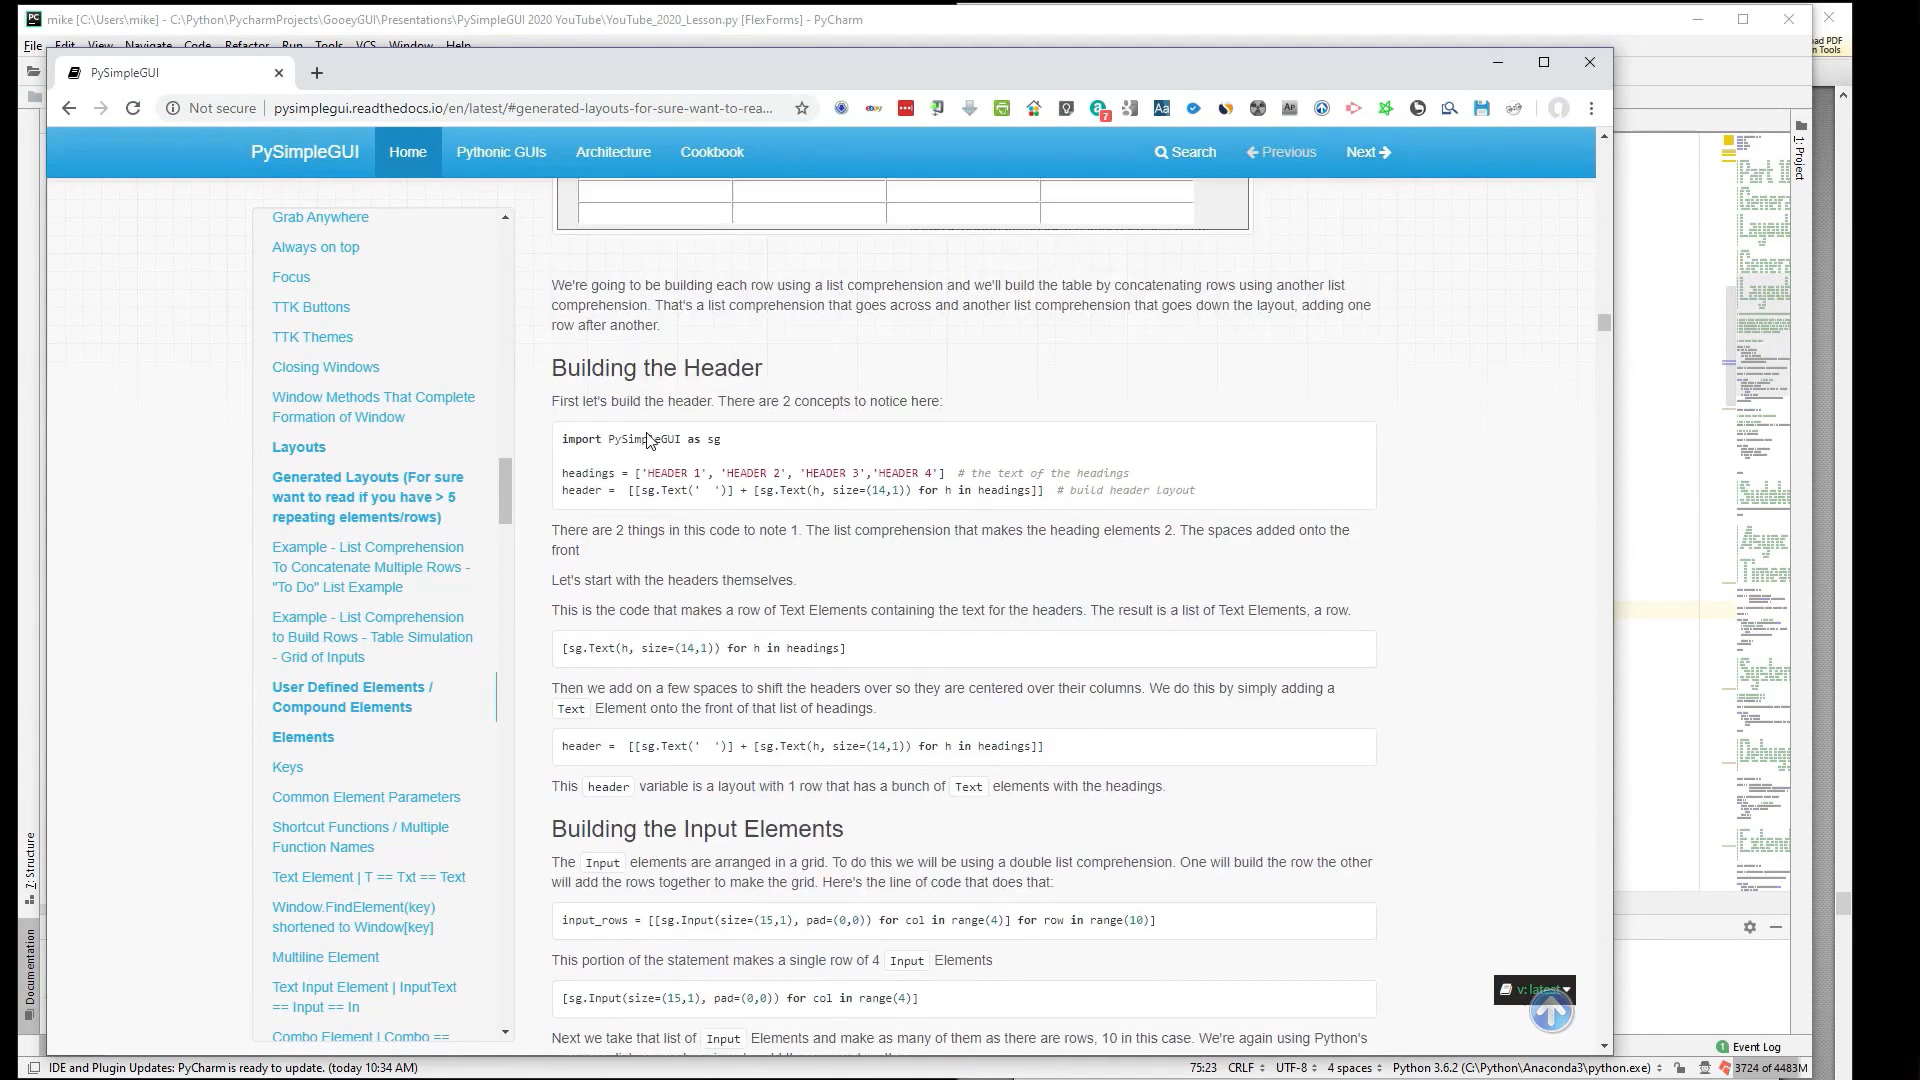 mike [C:\Users\mike] - C:\Python\PycharmProjects\GooeyGUI\Presentations\PySimpleGUI 2020 YouTube\YouTube_2020_Lesson.py [FlexForms] - PyCharm
File Edit View Navigate Code Refactor Run Tools VCS Window Help
PySimpleGUI
Not secure pysimplegui.readthedocs.io/en/latest/#generated-layouts-for-sure-want-to-rea...
PySimpleGUI Home Pythonic GUIs Architecture Cookbook Search Previous Next
Grab Anywhere
Always on top
Focus
TTK Buttons
TTK Themes
Closing Windows
Window Methods That Complete
Formation of Window
Layouts
Generated Layouts (For sure
want to read if you have > 5
repeating elements/rows)
Example - List Comprehension
To Concatenate Multiple Rows -
"To Do" List Example
Example - List Comprehension
to Build Rows - Table Simulation
- Grid of Inputs
User Defined Elements /
Compound Elements
Elements
Keys
Common Element Parameters
Shortcut Functions / Multiple
Function Names
Text Element | T == Txt == Text
Window.FindElement(key)
shortened to Window[key]
Multiline Element
Text Input Element | InputText
== Input == In
Combo Element | Combo ==
We're going to be building each row using a list comprehension and we'll build the table by concatenating rows using another list
comprehension. That's a list comprehension that goes across and another list comprehension that goes down the layout, adding one
row after another.
Building the Header
First let's build the header. There are 2 concepts to notice here:
import PySimpleGUI as sg
headings = ['HEADER 1', 'HEADER 2', 'HEADER 3','HEADER 4']  # the text of the headings
header =  [[sg.Text('  ')] + [sg.Text(h, size=(14,1)) for h in headings]]  # build header layout
There are 2 things in this code to note 1. The list comprehension that makes the heading elements 2. The spaces added onto the
front
Let's start with the headers themselves.
This is the code that makes a row of Text Elements containing the text for the headers. The result is a list of Text Elements, a row.
[sg.Text(h, size=(14,1)) for h in headings]
Then we add on a few spaces to shift the headers over so they are centered over their columns. We do this by simply adding a
Text Element onto the front of that list of headings.
header =  [[sg.Text('  ')] + [sg.Text(h, size=(14,1)) for h in headings]]
This header variable is a layout with 1 row that has a bunch of Text elements with the headings.
Building the Input Elements
The Input elements are arranged in a grid. To do this we will be using a double list comprehension. One will build the row the other
will add the rows together to make the grid. Here's the line of code that does that:
input_rows = [[sg.Input(size=(15,1), pad=(0,0)) for col in range(4)] for row in range(10)]
This portion of the statement makes a single row of 4 Input Elements
[sg.Input(size=(15,1), pad=(0,0)) for col in range(4)]
Next we take that list of Input Elements and make as many of them as there are rows, 10 in this case. We're again using Python's
v: latest
1: Project
7: Structure
Documentation
Event Log
IDE and Plugin Updates: PyCharm is ready to update. (today 10:34 AM) 75:23 CRLF UTF-8 4 spaces Python 3.6.2 (C:\Python\Anaconda3\python.exe) 3724 of 4483M